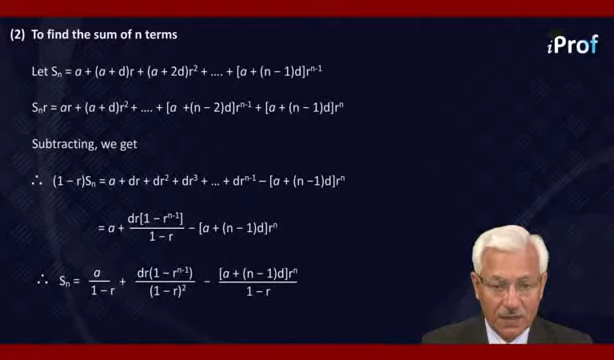 (2) To find the sum of n terms
iProf
Let Sₙ = a + (a + d)r + (a + 2d)r² + .... + [a + (n − 1)d]rⁿ⁻¹
Sₙr = ar + (a + d)r² + .... + [a +(n − 2)d]rⁿ⁻¹ + [a + (n − 1)d]rⁿ
Subtracting, we get
∴ (1 − r)Sₙ = a + dr + dr² + dr³ + ... + drⁿ⁻¹ − [a + (n −1)d]rⁿ
= a + dr[1 − rⁿ⁻¹] / 1 − r − [a + (n − 1)d]rⁿ
∴ Sₙ = a / 1 − r + dr(1 − rⁿ⁻¹) / (1 − r)² − [a + (n − 1)d]rⁿ / 1 − r